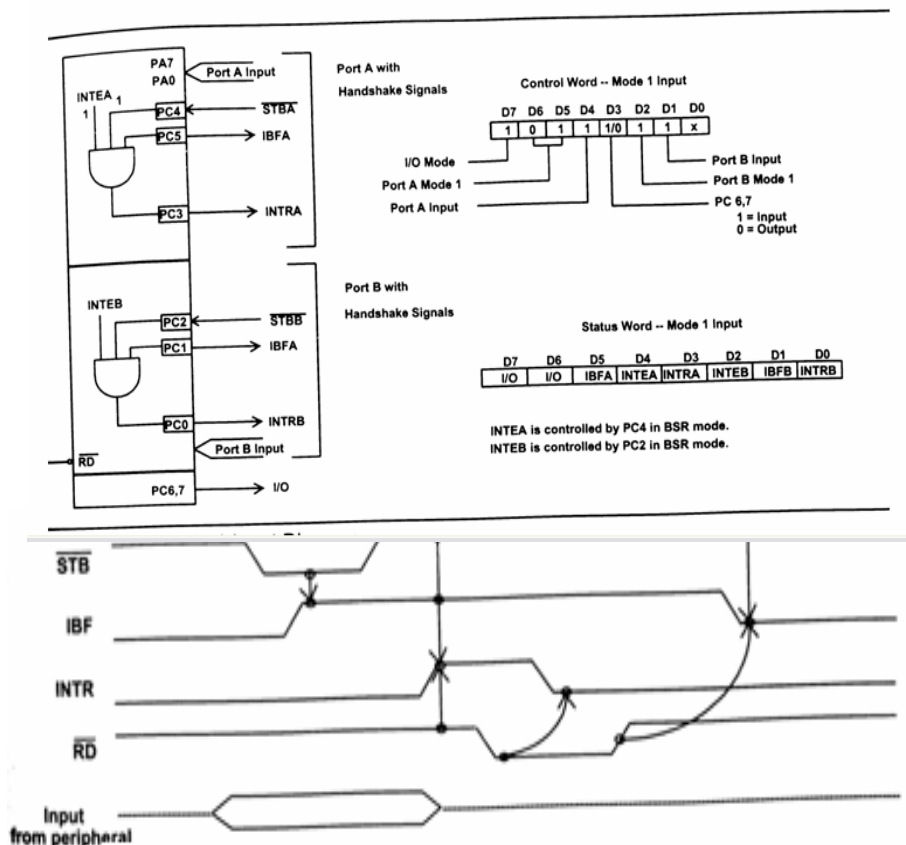 PA7
PA0
Port A Input
INTEA 1
1
PC4
STBA
PC5
IBFA
PC3
INTRA
Port A with
Handshake Signals
INTEB
PC2
STBB
PC1
IBFA
PC0
INTRB
Port B Input
RD
PC6,7
I/O
Port B with
Handshake Signals
Control Word -- Mode 1 Input
D7 D6 D5 D4 D3 D2 D1 D0
1 0 1 1 1/0 1 1 x
I/O Mode
Port A Mode 1
Port A Input
Port B Input
Port B Mode 1
PC 6,7
1 = Input
0 = Output
Status Word -- Mode 1 Input
D7 D6 D5 D4 D3 D2 D1 D0
I/O I/O IBFA INTEA INTRA INTEB IBFB INTRB
INTEA is controlled by PC4 in BSR mode.
INTEB is controlled by PC2 in BSR mode.
STB
IBF
INTR
RD
Input
from peripheral